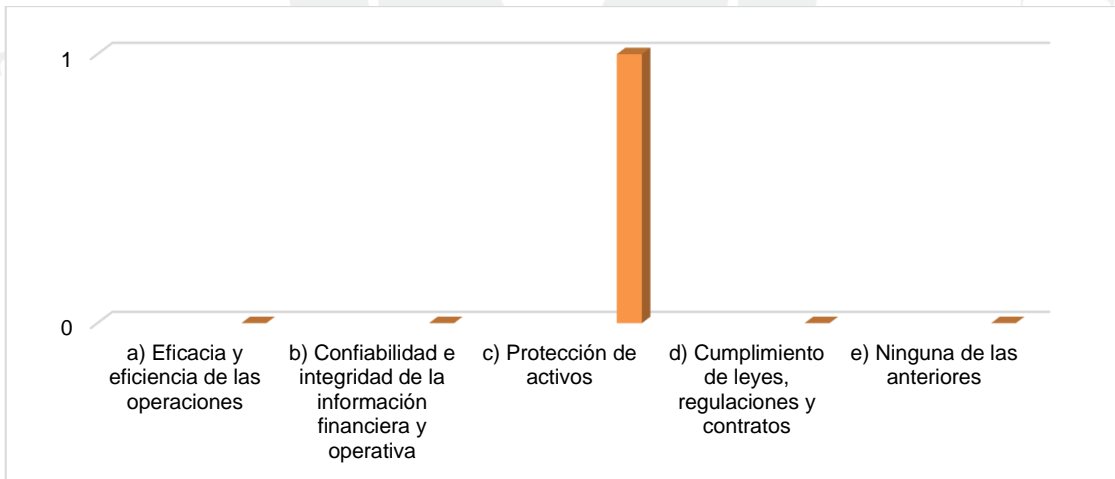 1
0
a) Eficacia y
eficiencia de las
operaciones
b) Confiabilidad e
integridad de la
información
financiera y
operativa
c) Protección de
activos
d) Cumplimiento
de leyes,
regulaciones y
contratos
e) Ninguna de las
anteriores